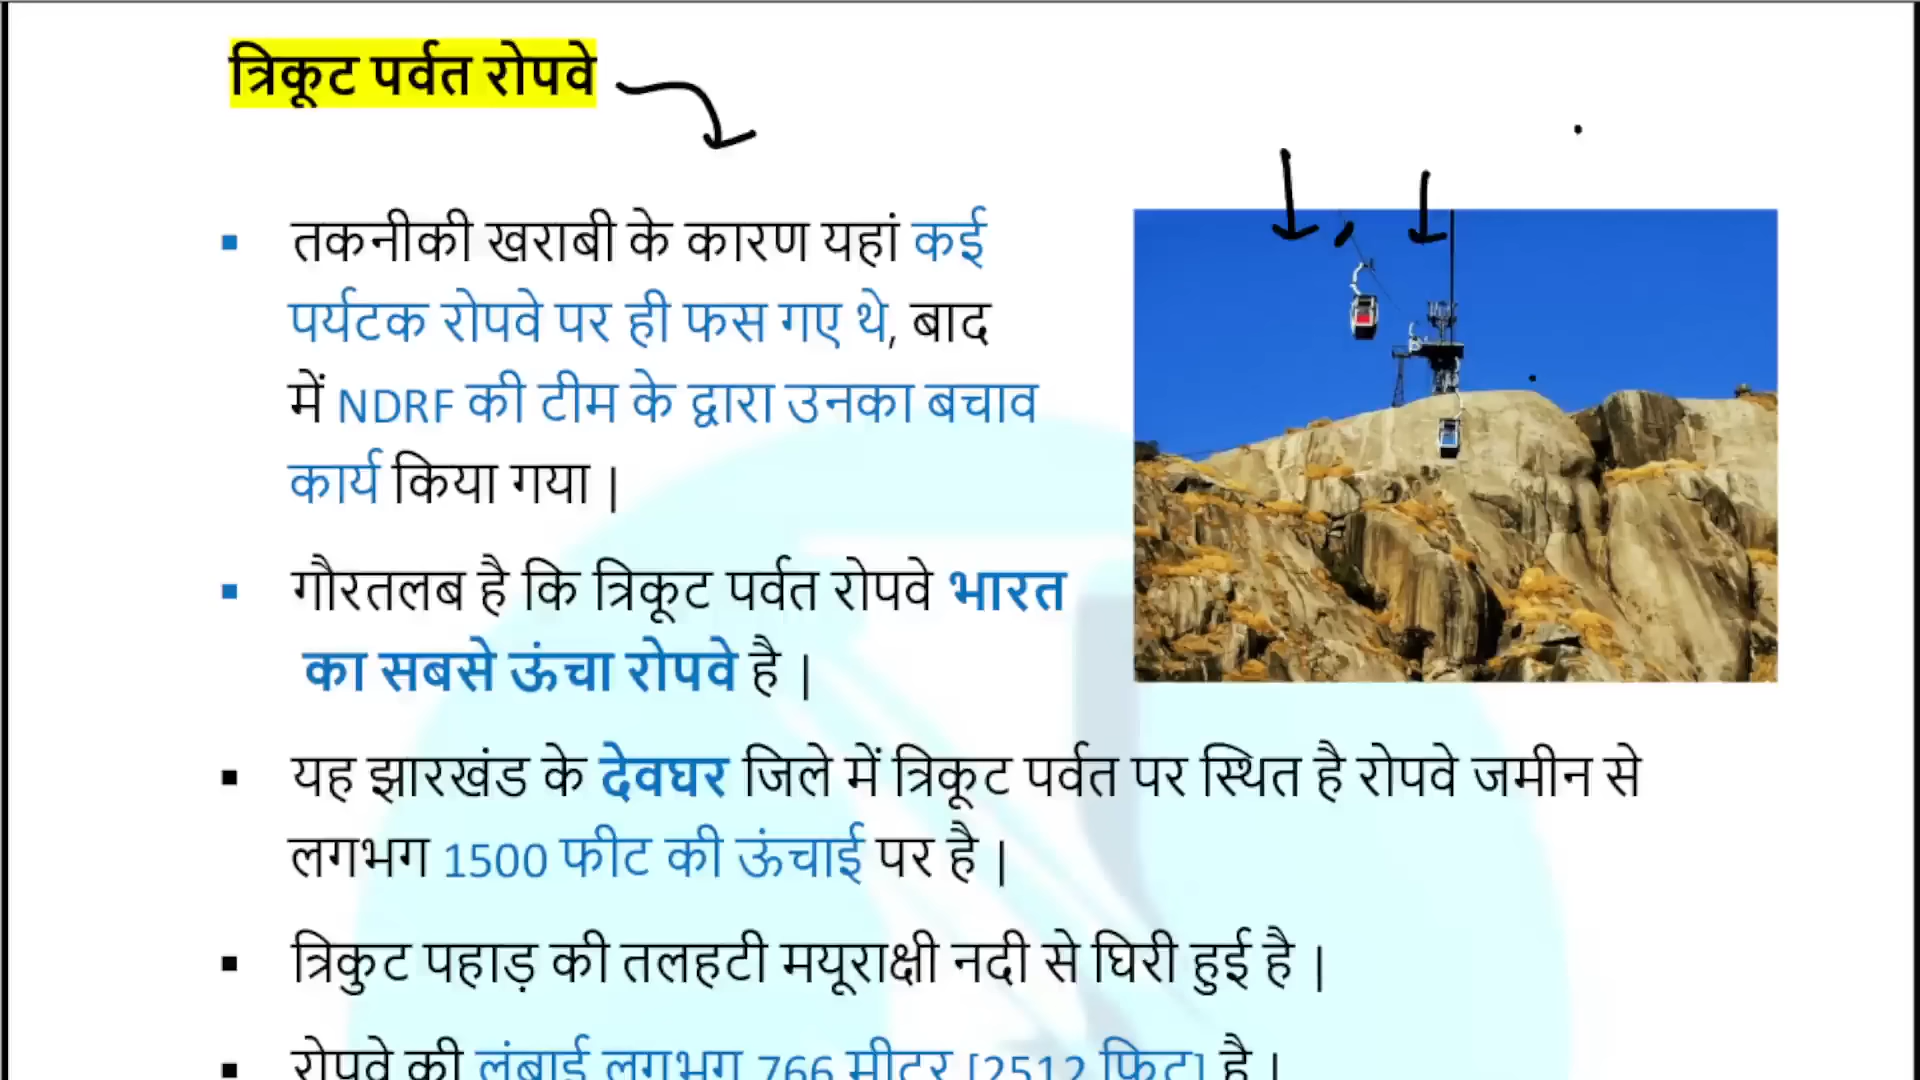 त्रिकूट पर्वत रोपवे
▪ तकनीकी खराबी के कारण यहां कई
पर्यटक रोपवे पर ही फस गए थे, बाद
में NDRF की टीम के द्वारा उनका बचाव
कार्य किया गया |
▪ गौरतलब है कि त्रिकूट पर्वत रोपवे भारत
का सबसे ऊंचा रोपवे है |
▪ यह झारखंड के देवघर जिले में त्रिकूट पर्वत पर स्थित है रोपवे जमीन से
लगभग 1500 फीट की ऊंचाई पर है |
▪ त्रिकुट पहाड़ की तलहटी मयूराक्षी नदी से घिरी हुई है |
▪ रोपवे की लंबाई लगभग 766 मीटर [2512 फिट] है |